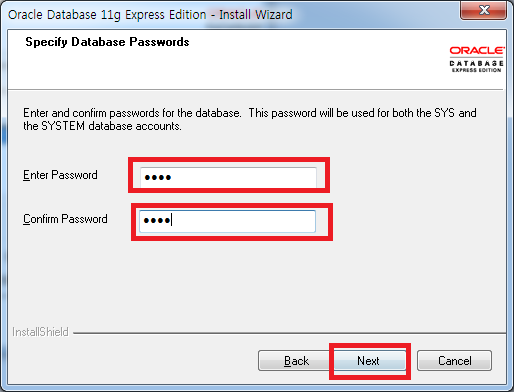 Oracle Database 11g Express Edition - Install Wizard
Specify Database Passwords
ORACLE
DATABASE
EXPRESS EDITION
Enter and confirm passwords for the database. This password will be used for both the SYS and
the SYSTEM database accounts.
Enter Password
••••
Confirm Password
••••
InstallShield
Back
Next
Cancel